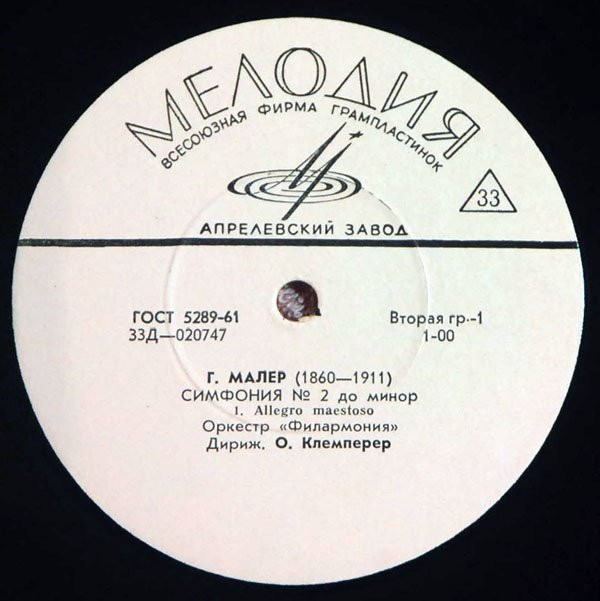 МЕЛОДИЯ
ВСЕСОЮЗНАЯ ФИРМА ГРАМПЛАСТИНОК
33
АПРЕЛЕВСКИЙ ЗАВОД
ГОСТ 5289-61
Вторая гр.-1
33Д—020747
1-00
Г. МАЛЕР (1860—1911)
СИМФОНИЯ № 2 до минор
1. Allegro maestoso
Оркестр «Филармония»
Дириж. О. Клемперер